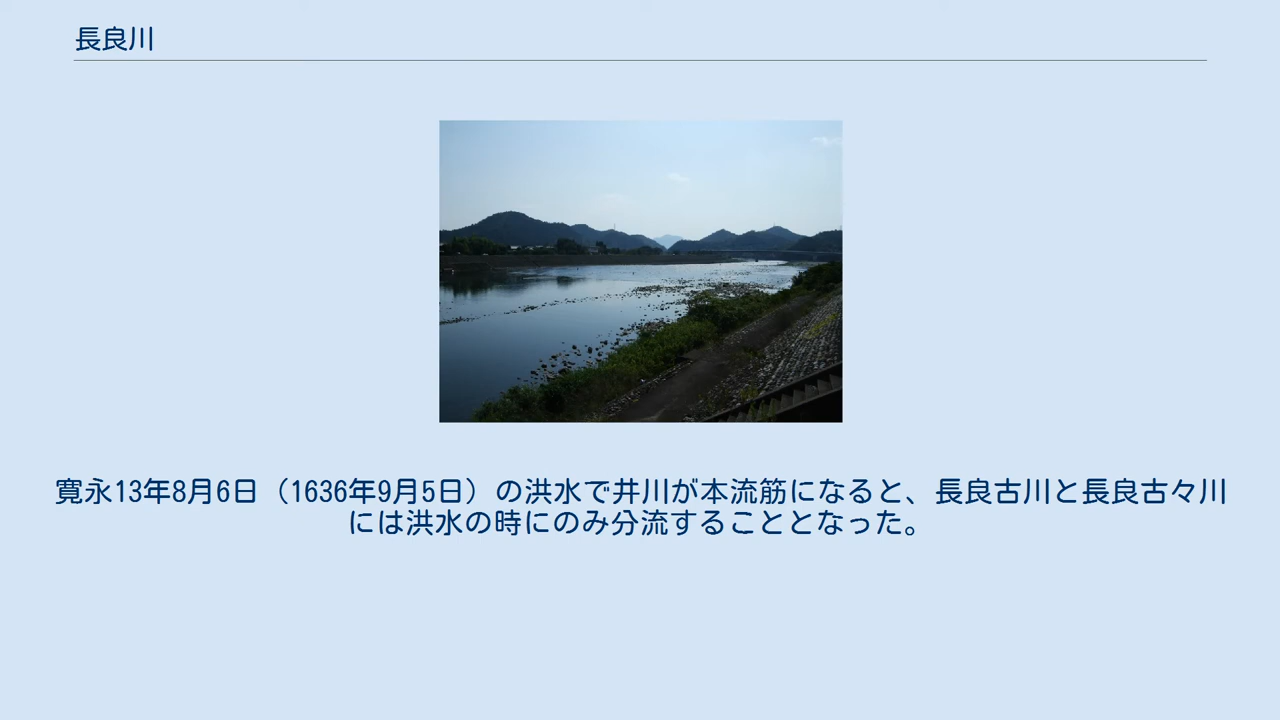 長良川
寛永13年8月6日（1636年9月5日）の洪水で井川が本流筋になると、長良古川と長良古々川
には洪水の時にのみ分流することとなった。